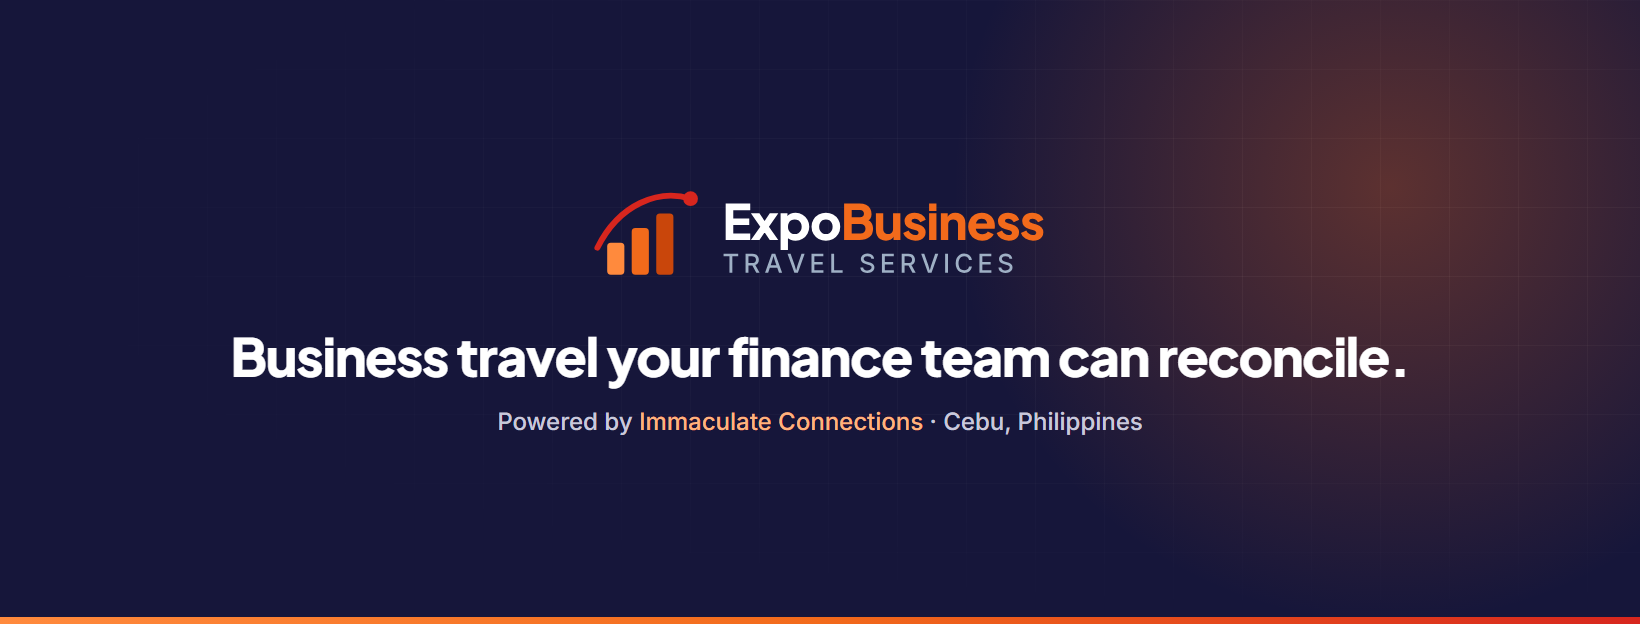 ExpoBusiness
TRAVEL SERVICES
Business travel your finance team can reconcile.
Powered by Immaculate Connections · Cebu, Philippines